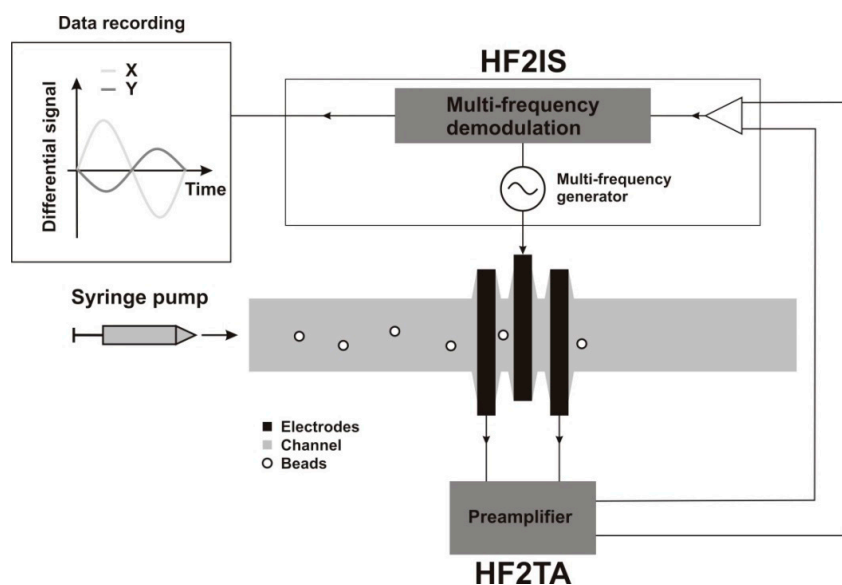 Data recording
X
Y
Differential signal
Time
HF2IS
Multi-frequency
demodulation
Multi-frequency
generator
Syringe pump
Electrodes
Channel
Beads
Preamplifier
HF2TA